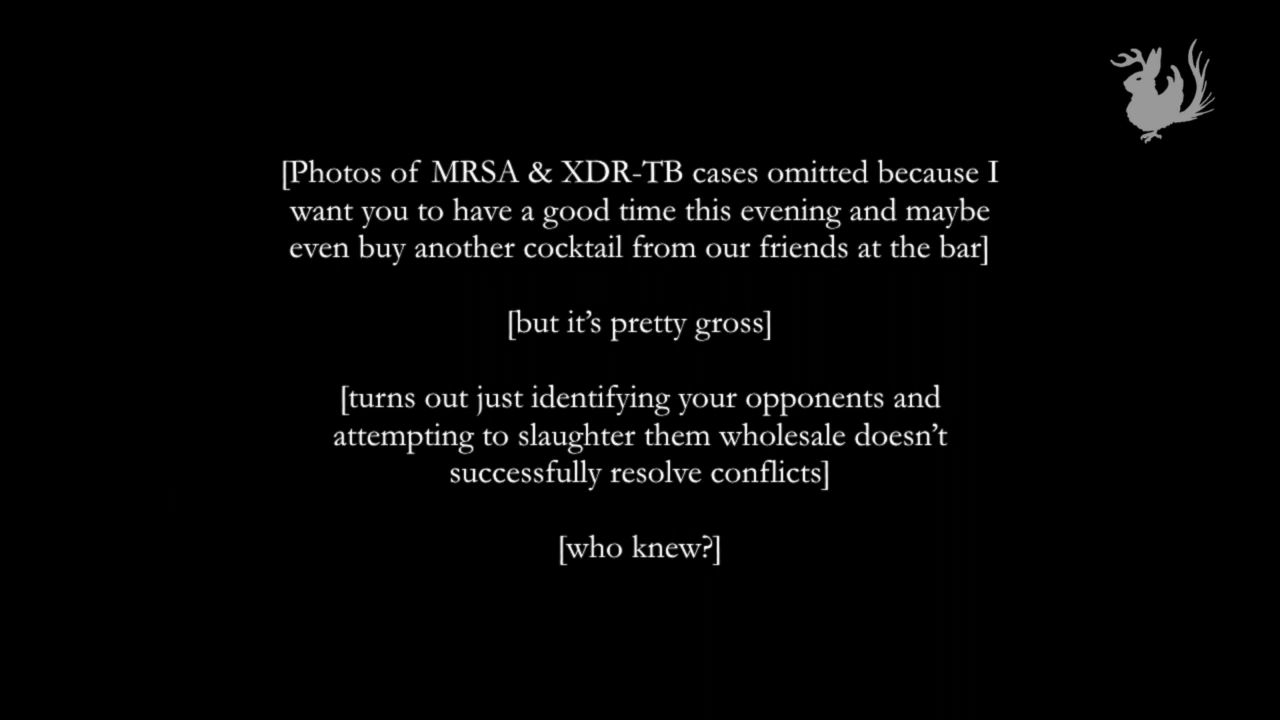 [Photos of MRSA & XDR-TB cases omitted because I
want you to have a good time this evening and maybe
even buy another cocktail from our friends at the bar]
[but it’s pretty gross]
[turns out just identifying your opponents and
attempting to slaughter them wholesale doesn’t
successfully resolve conflicts]
[who knew?]